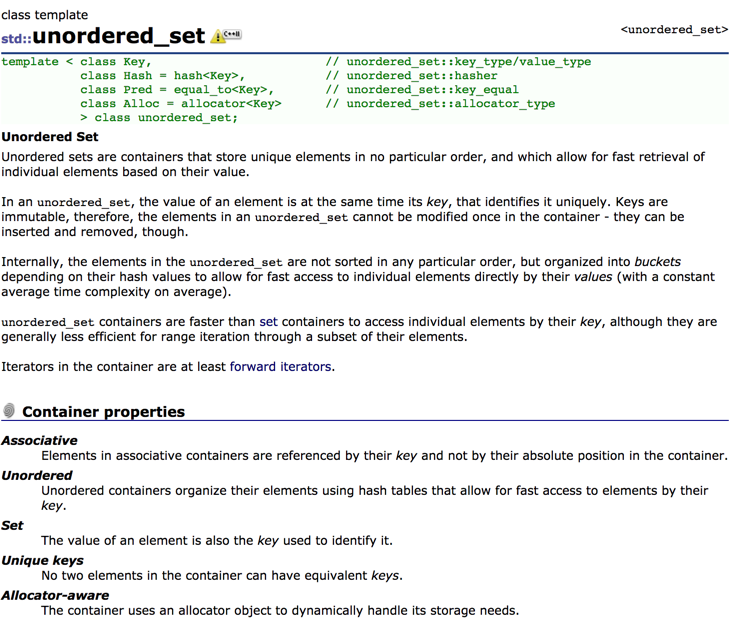 class template
<unordered_set>
std::unordered_set C++11
template < class Key,                        // unordered_set::key_type/value_type
           class Hash = hash<Key>,           // unordered_set::hasher
           class Pred = equal_to<Key>,       // unordered_set::key_equal
           class Alloc = allocator<Key>      // unordered_set::allocator_type
           > class unordered_set;
Unordered Set
Unordered sets are containers that store unique elements in no particular order, and which allow for fast retrieval of
individual elements based on their value.
In an unordered_set, the value of an element is at the same time its key, that identifies it uniquely. Keys are
immutable, therefore, the elements in an unordered_set cannot be modified once in the container - they can be
inserted and removed, though.
Internally, the elements in the unordered_set are not sorted in any particular order, but organized into buckets
depending on their hash values to allow for fast access to individual elements directly by their values (with a constant
average time complexity on average).
unordered_set containers are faster than set containers to access individual elements by their key, although they are
generally less efficient for range iteration through a subset of their elements.
Iterators in the container are at least forward iterators.
Container properties
Associative
Elements in associative containers are referenced by their key and not by their absolute position in the container.
Unordered
Unordered containers organize their elements using hash tables that allow for fast access to elements by their
key.
Set
The value of an element is also the key used to identify it.
Unique keys
No two elements in the container can have equivalent keys.
Allocator-aware
The container uses an allocator object to dynamically handle its storage needs.